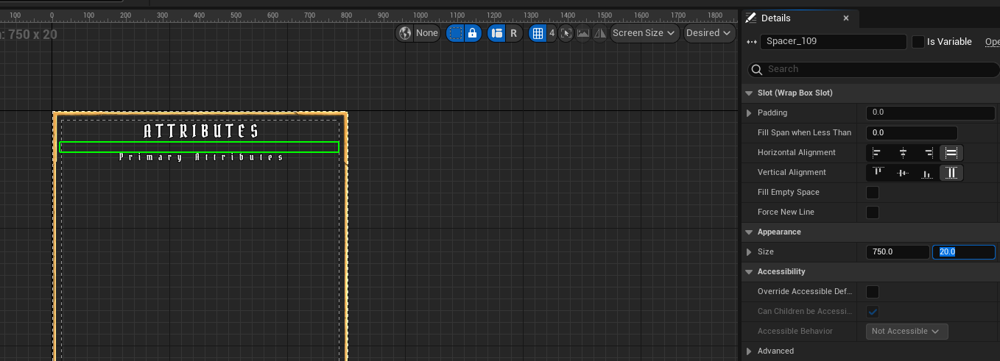 Details
100 0 100 200 300 400 500 600 700 800 900 1000 1100 1200 1300 1400 1500 1600 1700 1800
: 750 x 20
None
R
4
Screen Size
Desired
Spacer_109
Is Variable
Ope
Search
Slot (Wrap Box Slot)
Padding 0.0
Fill Span when Less Than 0.0
Horizontal Alignment
Vertical Alignment
Fill Empty Space
Force New Line
Appearance
Size 750.0 20.0
Accessibility
Override Accessible Def...
Can Children be Accessi...
Accessible Behavior Not Accessible
Advanced
ATTRIBUTES
Primary Attributes